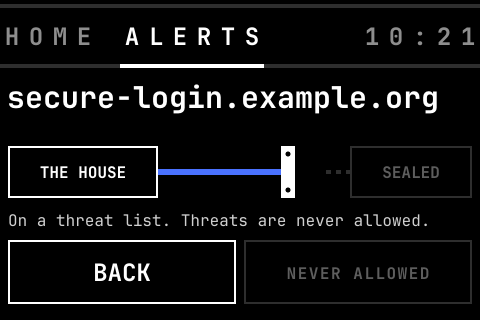 HOME ALERTS 10:21
secure-login.example.org
THE HOUSE SEALED
On a threat list. Threats are never allowed.
BACK NEVER ALLOWED